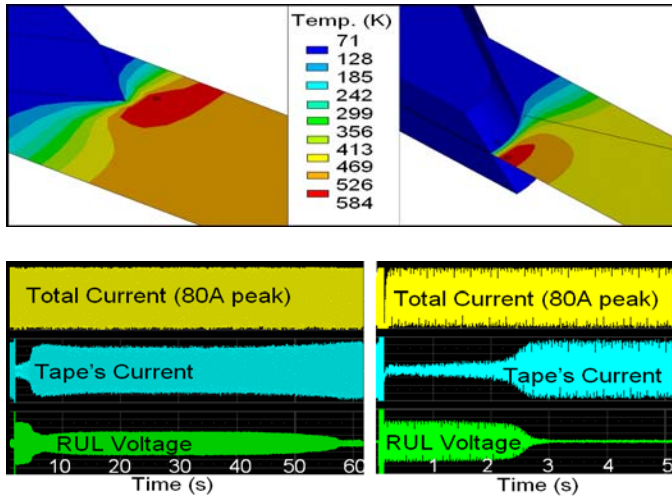 Temp. (K)
71
128
185
242
299
356
413
469
526
584
Total Current (80A peak)
Tape's Current
RUL Voltage
10 20 30 40 50 60
Time (s)
Total Current (80A peak)
Tape's Current
RUL Voltage
1 2 3 4 5
Time (s)